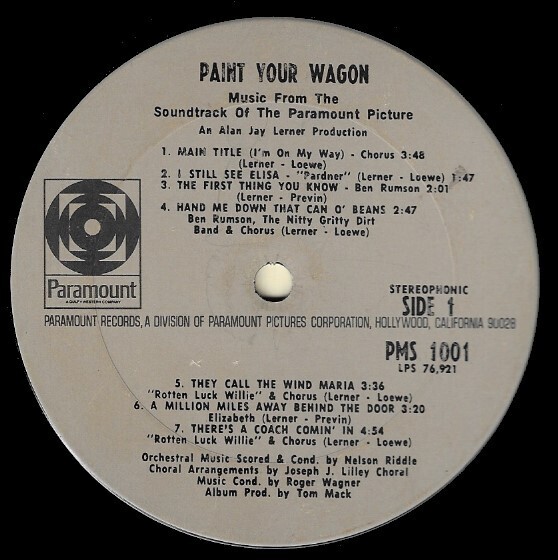 PAINT YOUR WAGON
Music From The
Soundtrack Of The Paramount Picture
An Alan Jay Lerner Production
1. MAIN TITLE (I'm On My Way) - Chorus 3:48
(Lerner - Loewe)
2. I STILL SEE ELISA - "Pardner" (Lerner - Loewe) 1:47
3. THE FIRST THING YOU KNOW - Ben Rumson 2:01
(Lerner - Previn)
4. HAND ME DOWN THAT CAN O' BEANS 2:47
Ben Rumson, The Nitty Gritty Dirt
Band & Chorus (Lerner - Loewe)
Paramount
A GULF+WESTERN COMPANY
STEREOPHONIC
SIDE 1
PARAMOUNT RECORDS, A DIVISION OF PARAMOUNT PICTURES CORPORATION, HOLLYWOOD, CALIFORNIA 90028
PMS 1001
LPS 76,921
5. THEY CALL THE WIND MARIA 3:36
"Rotten Luck Willie" & Chorus (Lerner - Loewe)
6. A MILLION MILES AWAY BEHIND THE DOOR 3:20
Elizabeth (Lerner - Previn)
7. THERE'S A COACH COMIN' IN 4:54
"Rotten Luck Willie" & Chorus (Lerner - Loewe)
Orchestral Music Scored & Cond. by Nelson Riddle
Choral Arrangements by Joseph J. Lilley Choral
Music Cond. by Roger Wagner
Album Prod. by Tom Mack